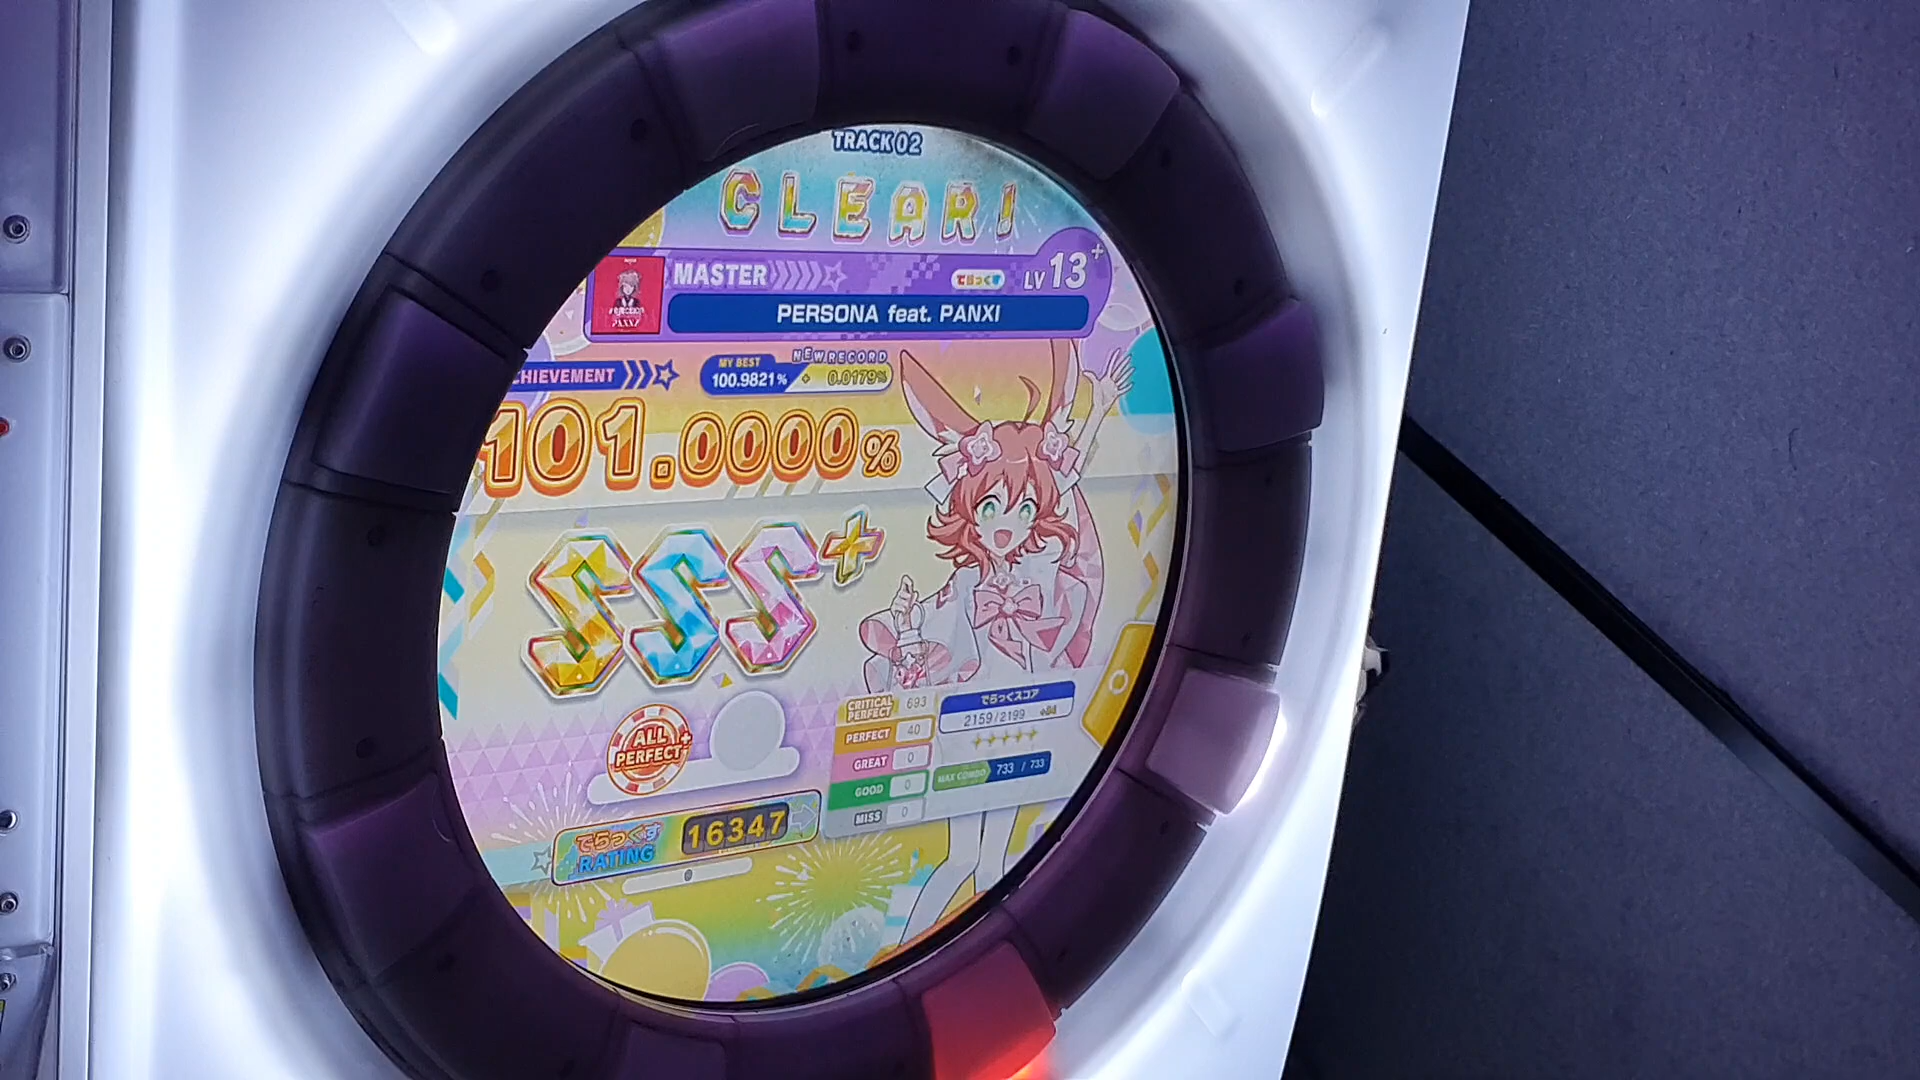 TRACK 02
CLEAR!
MASTER
でらっくす
LV 13+
PERSONA feat. PANXI
rejection
PANXI
CHIEVEMENT
MY BEST
100.9821%
NEW RECORD
+ 0.0179%
101.0000%
SSS+
CRITICAL PERFECT 693
PERFECT 40
GREAT 0
GOOD 0
MISS 0
でらっくスコア
2159/2199
MAX COMBO 733 / 733
ALL PERFECT+
でらっくす RATING 16347